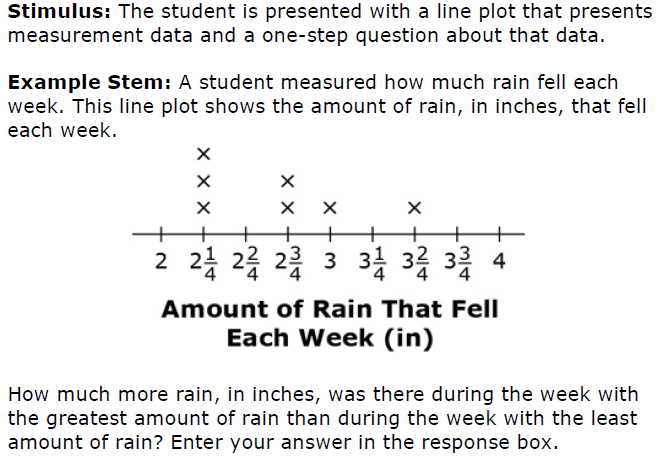 Stimulus: The student is presented with a line plot that presents
measurement data and a one-step question about that data.
Example Stem: A student measured how much rain fell each
week. This line plot shows the amount of rain, in inches, that fell
each week.
2 2 1/4 2 2/4 2 3/4 3 3 1/4 3 2/4 3 3/4 4
Amount of Rain That Fell
Each Week (in)
How much more rain, in inches, was there during the week with
the greatest amount of rain than during the week with the least
amount of rain? Enter your answer in the response box.